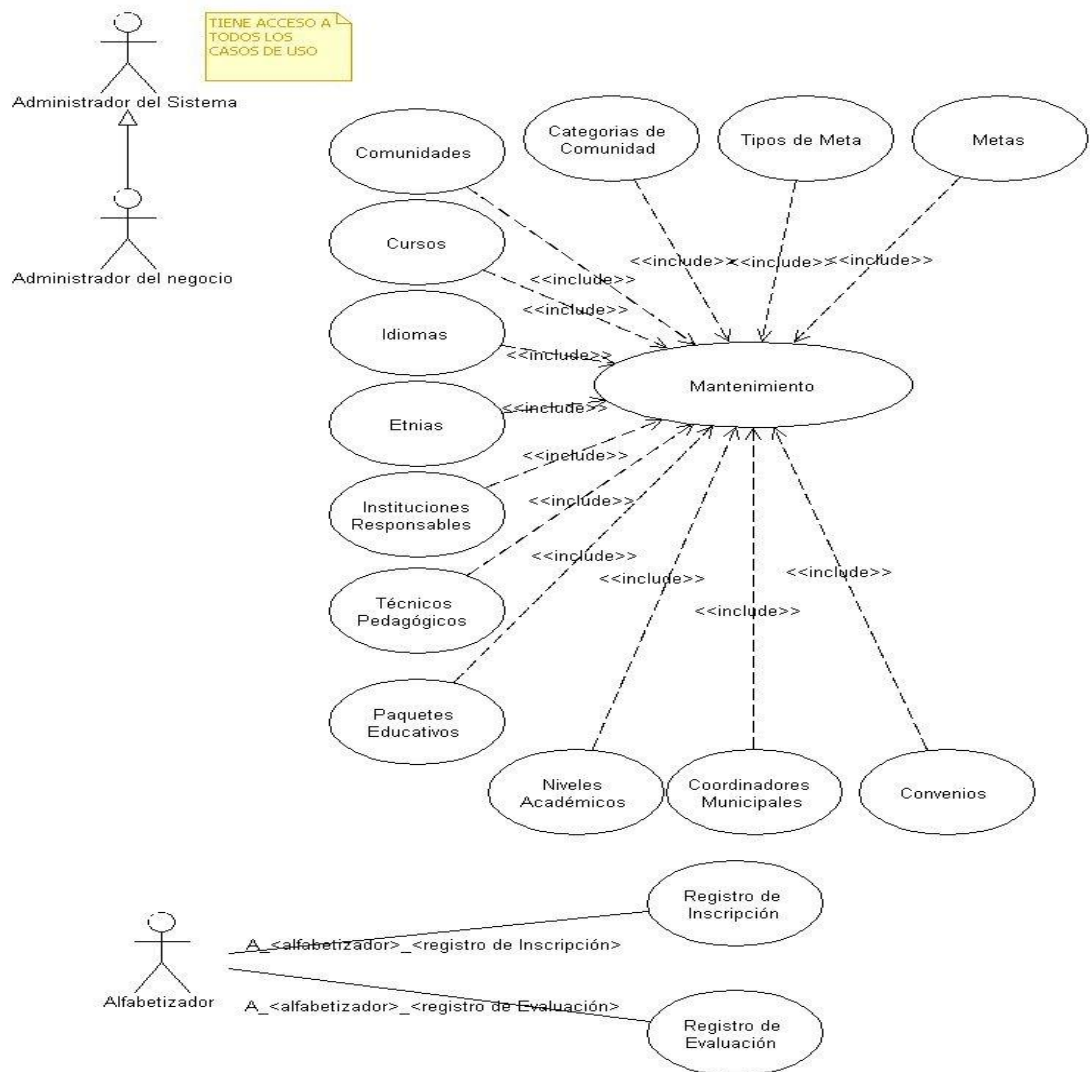 TIENE ACCESO A
TODOS LOS
CASOS DE USO
Administrador del Sistema
Administrador del negocio
Comunidades
Categorias de
Comunidad
Tipos de Meta
Metas
Cursos
Idiomas
Etnias
Instituciones
Responsables
Técnicos
Pedagógicos
Paquetes
Educativos
<<include>>
<<include>>
<<include>>
<<include>>
<<include>>
<<include>>
<<include>>
Mantenimiento
<<include>>
<<include>>
<<include>>
<<include>>
<<include>>
<<include>>
Niveles
Académicos
Coordinadores
Municipales
Convenios
Alfabetizador
A_<alfabetizador>_<registro de Inscripción>
A_<alfabetizador>_<registro de Evaluación>
Registro de
Inscripción
Registro de
Evaluación